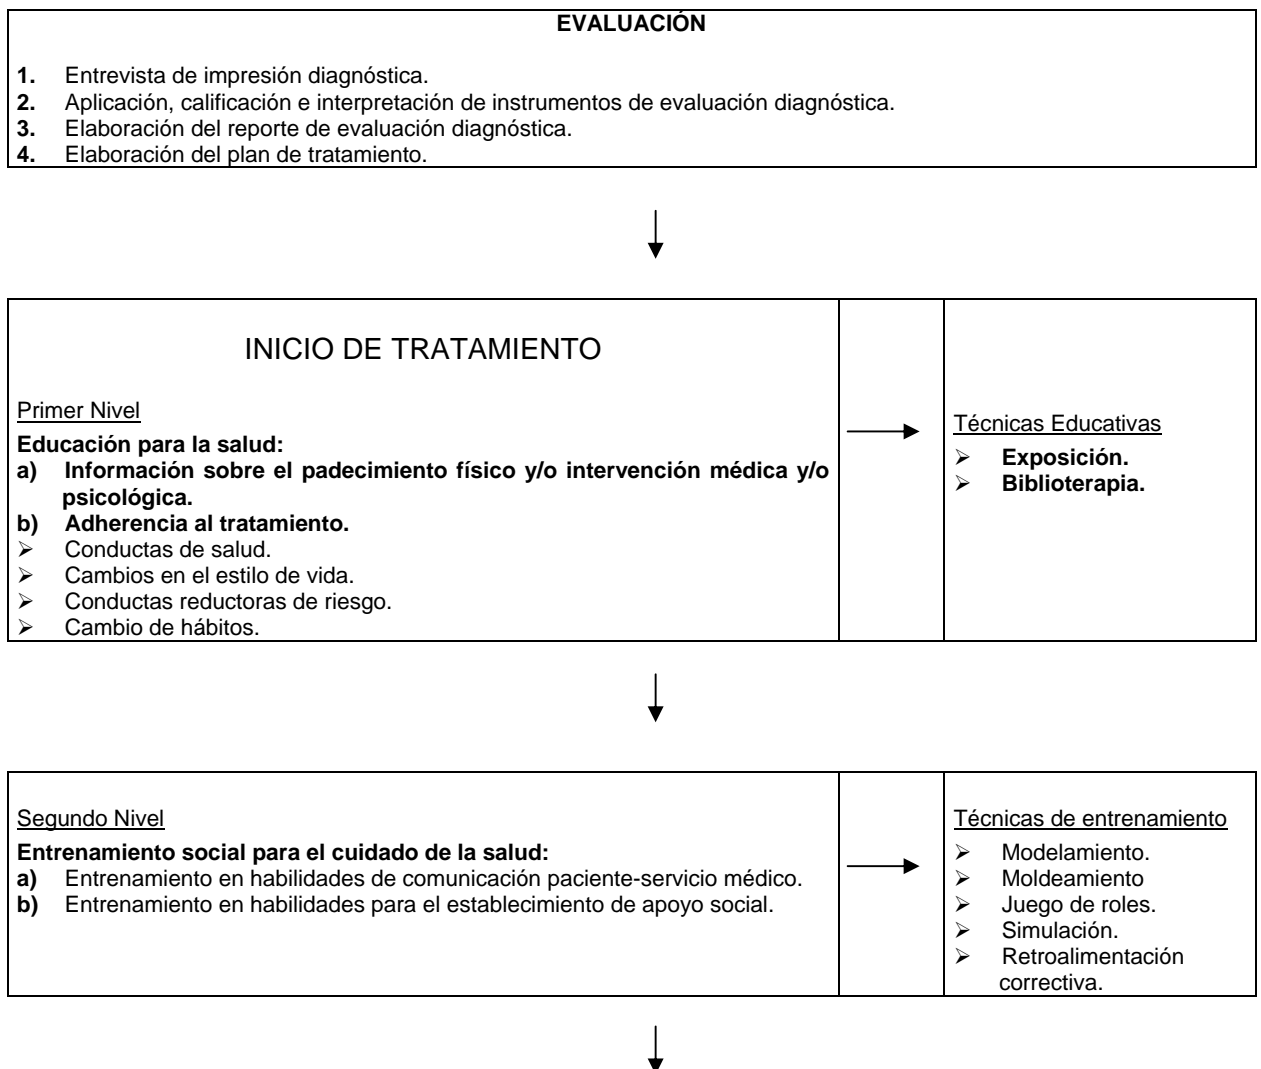 EVALUACIÓN
1. Entrevista de impresión diagnóstica.
2. Aplicación, calificación e interpretación de instrumentos de evaluación diagnóstica.
3. Elaboración del reporte de evaluación diagnóstica.
4. Elaboración del plan de tratamiento.
INICIO DE TRATAMIENTO
Primer Nivel
Educación para la salud:
a) Información sobre el padecimiento físico y/o intervención médica y/o
psicológica.
b) Adherencia al tratamiento.
➢ Conductas de salud.
➢ Cambios en el estilo de vida.
➢ Conductas reductoras de riesgo.
➢ Cambio de hábitos.
Técnicas Educativas
➢ Exposición.
➢ Biblioterapia.
Segundo Nivel
Entrenamiento social para el cuidado de la salud:
a) Entrenamiento en habilidades de comunicación paciente-servicio médico.
b) Entrenamiento en habilidades para el establecimiento de apoyo social.
Técnicas de entrenamiento
➢ Modelamiento.
➢ Moldeamiento
➢ Juego de roles.
➢ Simulación.
➢ Retroalimentación
correctiva.